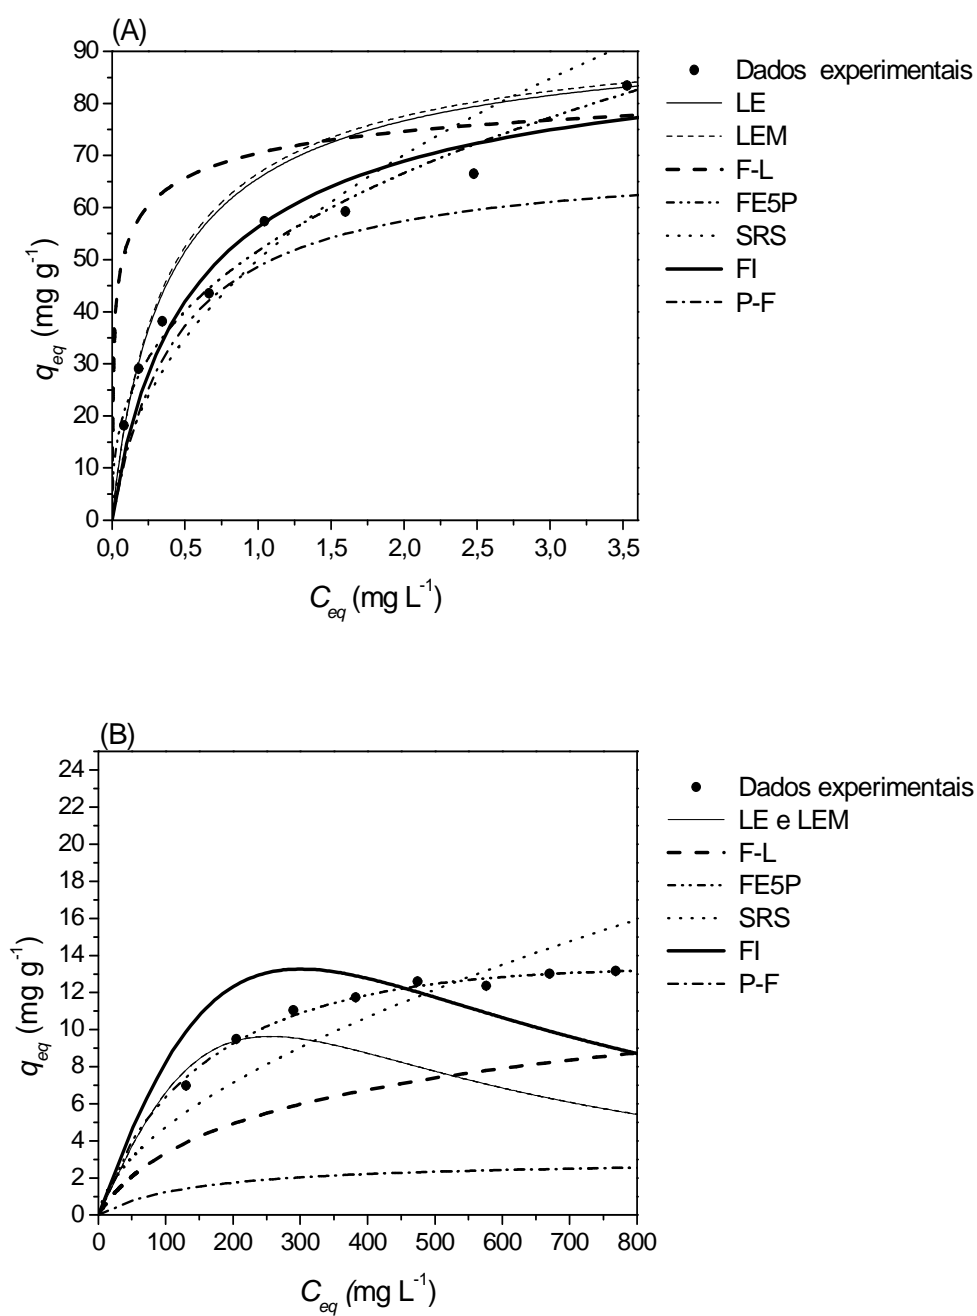 (A)
90
80
70
60
50
40
30
20
10
0
q_eq (mg g⁻¹)
0,0 0,5 1,0 1,5 2,0 2,5 3,0 3,5
C_eq (mg L⁻¹)
Dados experimentais
LE
LEM
F-L
FE5P
SRS
FI
P-F
(B)
24
22
20
18
16
14
12
10
8
6
4
2
0
q_eq (mg g⁻¹)
0 100 200 300 400 500 600 700 800
C_eq (mg L⁻¹)
Dados experimentais
LE e LEM
F-L
FE5P
SRS
FI
P-F